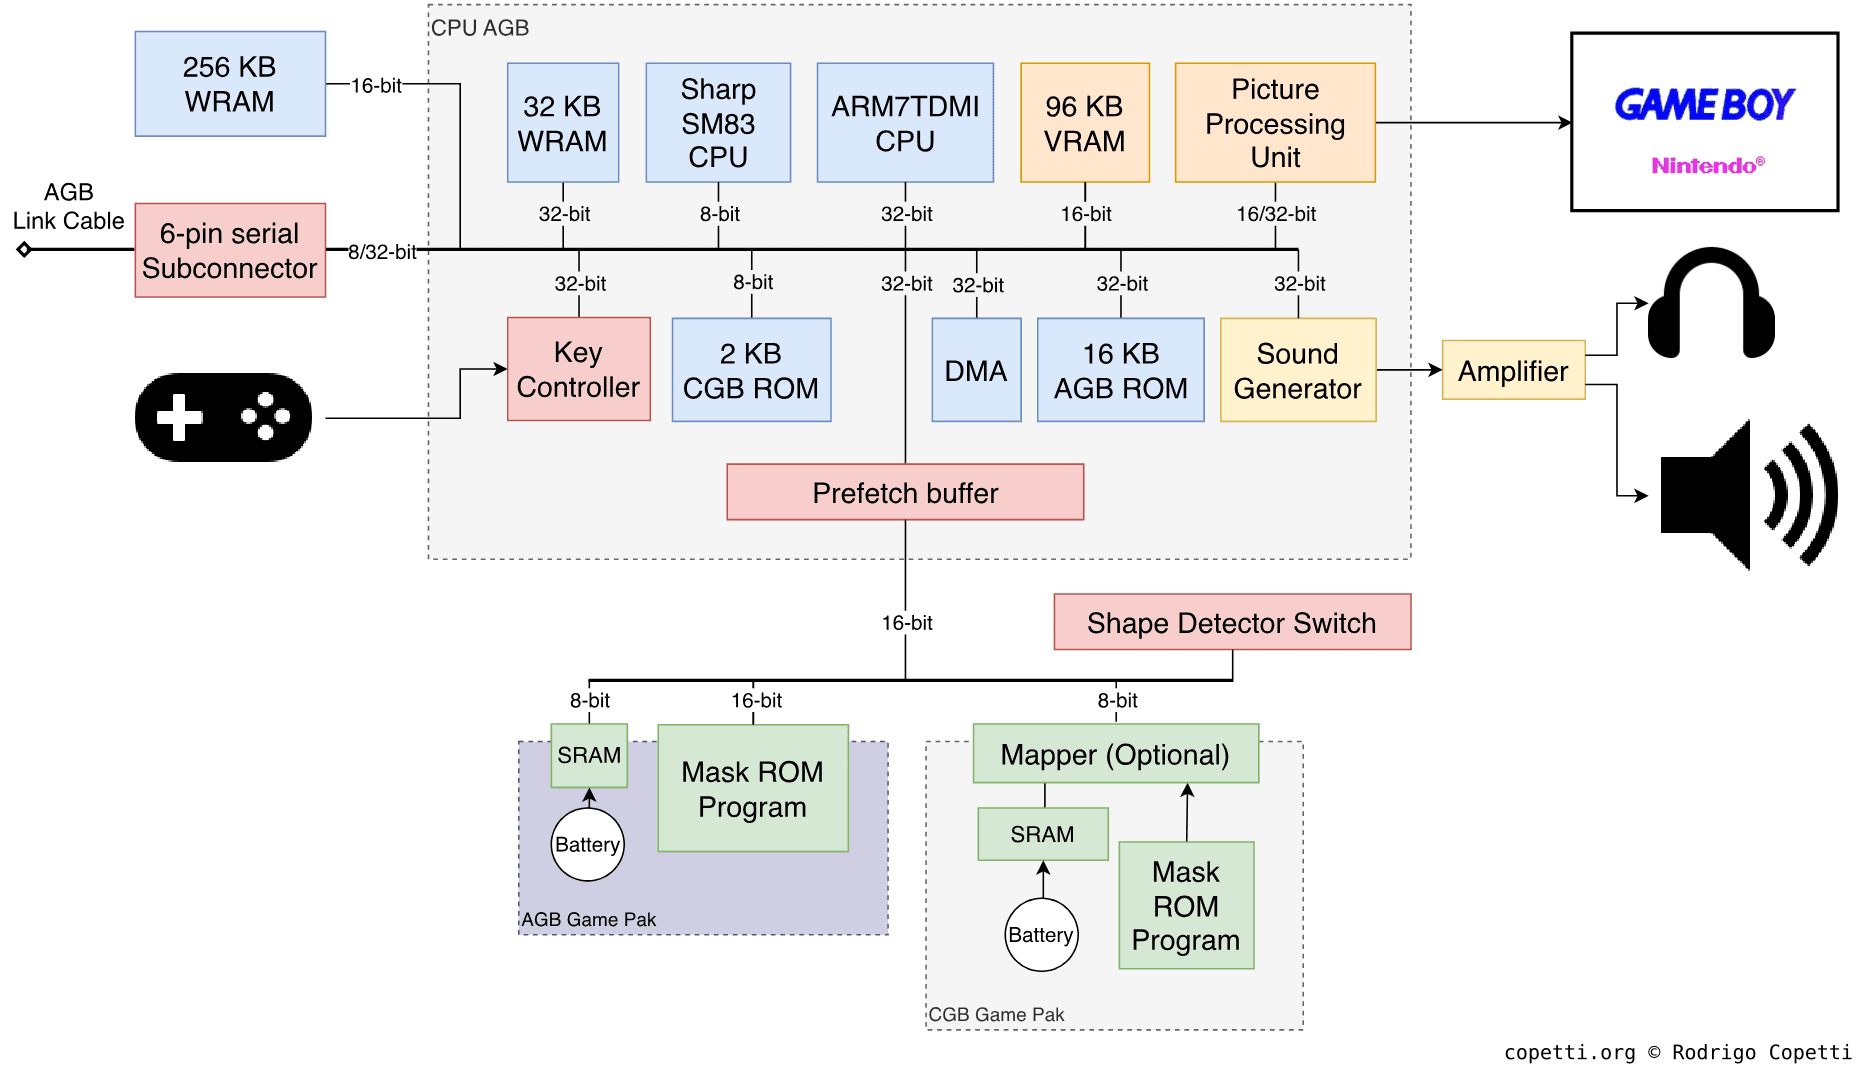 CPU AGB
256 KB
WRAM
16-bit
32 KB
WRAM
Sharp
SM83
CPU
ARM7TDMI
CPU
96 KB
VRAM
Picture
Processing
Unit
GAME BOY
Nintendo®
AGB
Link Cable
6-pin serial
Subconnector
8/32-bit
32-bit
8-bit
32-bit
16-bit
16/32-bit
32-bit
8-bit
32-bit
32-bit
32-bit
32-bit
Key
Controller
2 KB
CGB ROM
DMA
16 KB
AGB ROM
Sound
Generator
Amplifier
Prefetch buffer
16-bit
Shape Detector Switch
8-bit
16-bit
8-bit
SRAM
Battery
Mask ROM
Program
AGB Game Pak
Mapper (Optional)
SRAM
Battery
Mask
ROM
Program
CGB Game Pak
copetti.org © Rodrigo Copetti